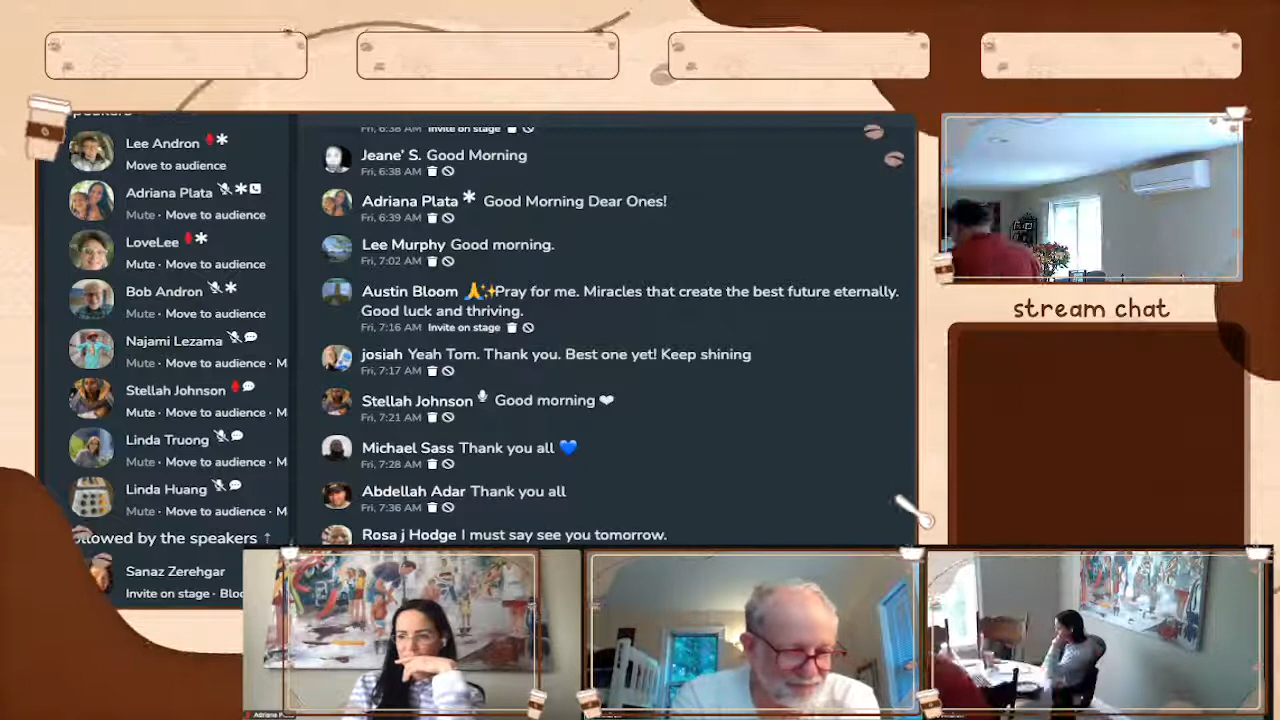 Lee Andron
Move to audience
Adriana Plata
Mute · Move to audience
LoveLee
Mute · Move to audience
Bob Andron
Mute · Move to audience
Najami Lezama
Mute · Move to audience · M
Stellah Johnson
Mute · Move to audience · M
Linda Truong
Mute · Move to audience · M
Linda Huang
Mute · Move to audience · M
by the speakers ↑
Sanaz Zerehgar
Invite on stage ·
Fri, 6:38 AM Invite on stage
Jeane' S. Good Morning
Fri, 6:38 AM
Adriana Plata * Good Morning Dear Ones!
Fri, 6:39 AM
Lee Murphy Good morning.
Fri, 7:02 AM
Austin Bloom 🙏✨Pray for me. Miracles that create the best future eternally.
Good luck and thriving.
Fri, 7:16 AM Invite on stage
josiah Yeah Tom. Thank you. Best one yet! Keep shining
Fri, 7:17 AM
Stellah Johnson Good morning ❤
Fri, 7:21 AM
Michael Sass Thank you all 💙
Fri, 7:28 AM
Abdellah Adar Thank you all
Fri, 7:36 AM
Rosa j Hodge I must say see you tomorrow.
stream chat